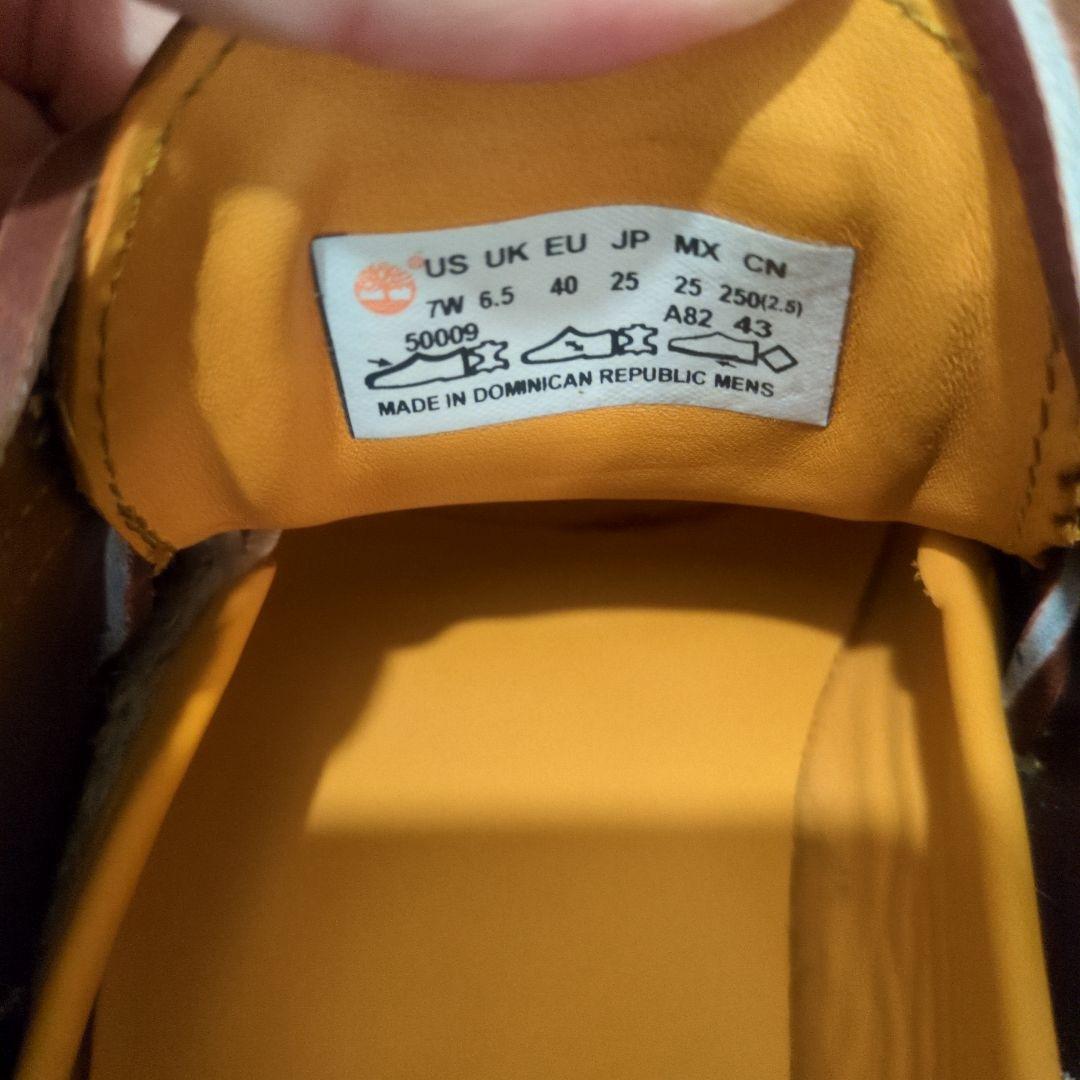 ® US UK EU JP MX CN
7W 6.5 40 25 25 250(2.5)
50009 A82 43
MADE IN DOMINICAN REPUBLIC MENS